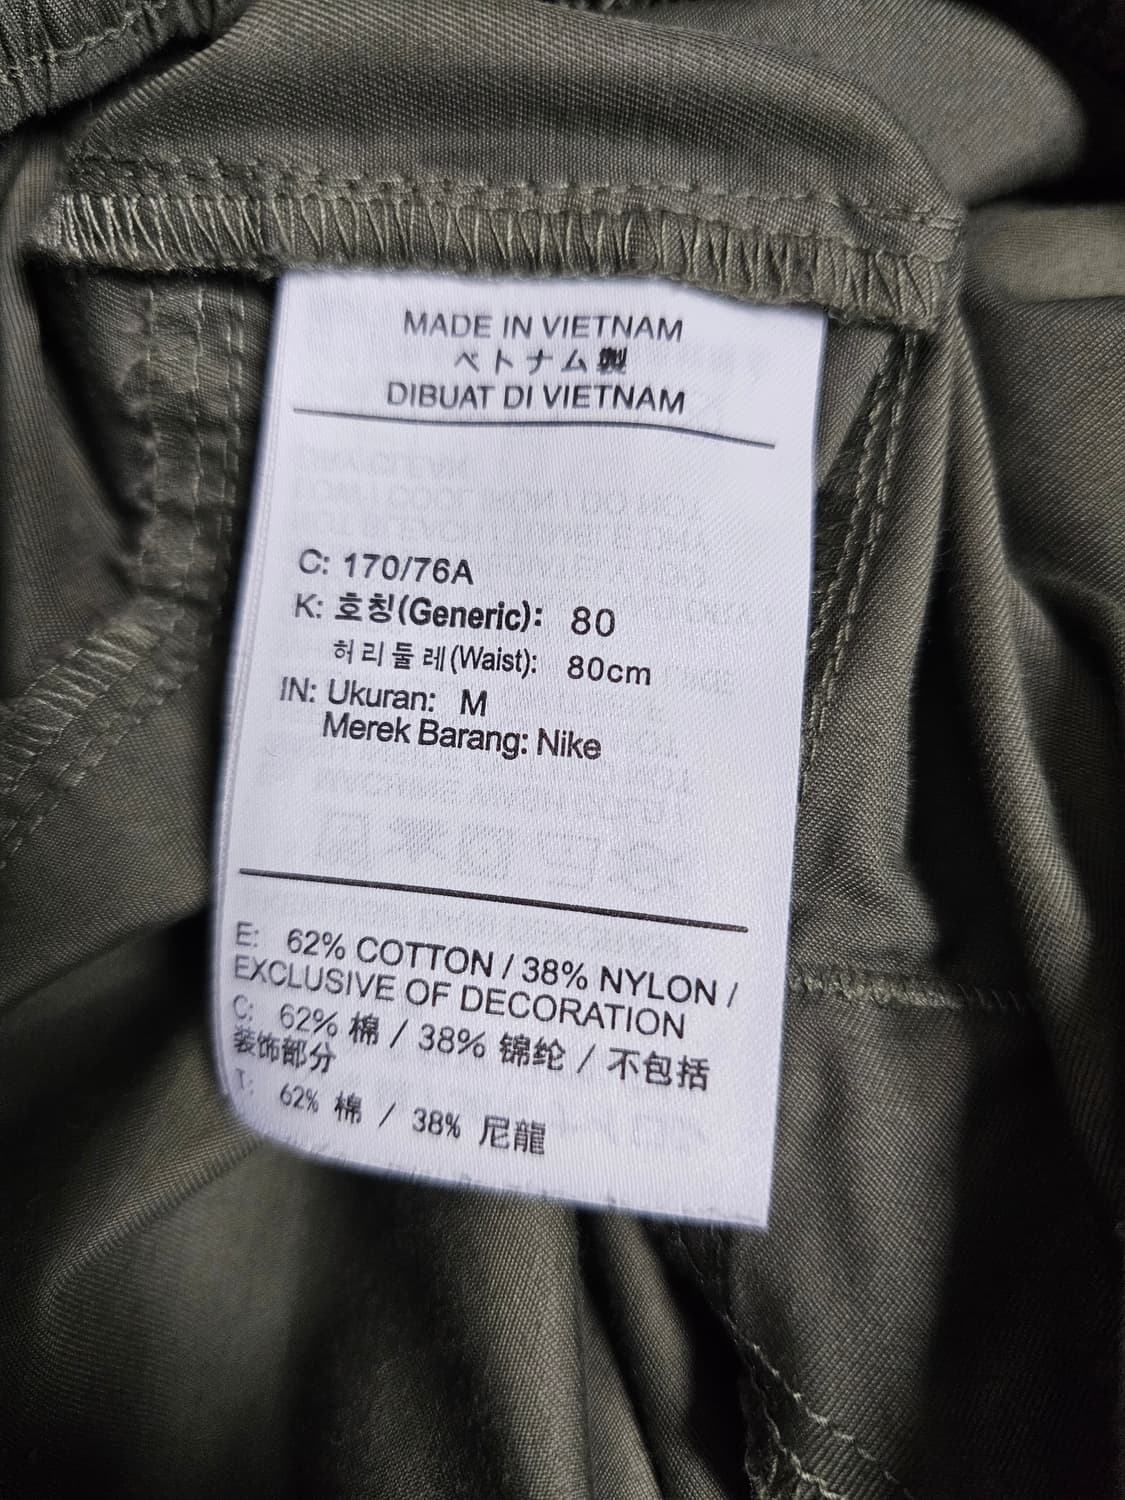 MADE IN VIETNAM
ベトナム製
DIBUAT DI VIETNAM
C: 170/76A
K: 호칭(Generic): 80
허리둘레(Waist): 80cm
IN: Ukuran: M
Merek Barang: Nike
E: 62% COTTON / 38% NYLON /
EXCLUSIVE OF DECORATION
C: 62% 棉 / 38% 锦纶 / 不包括
装饰部分
T: 62% 棉 / 38% 尼龍